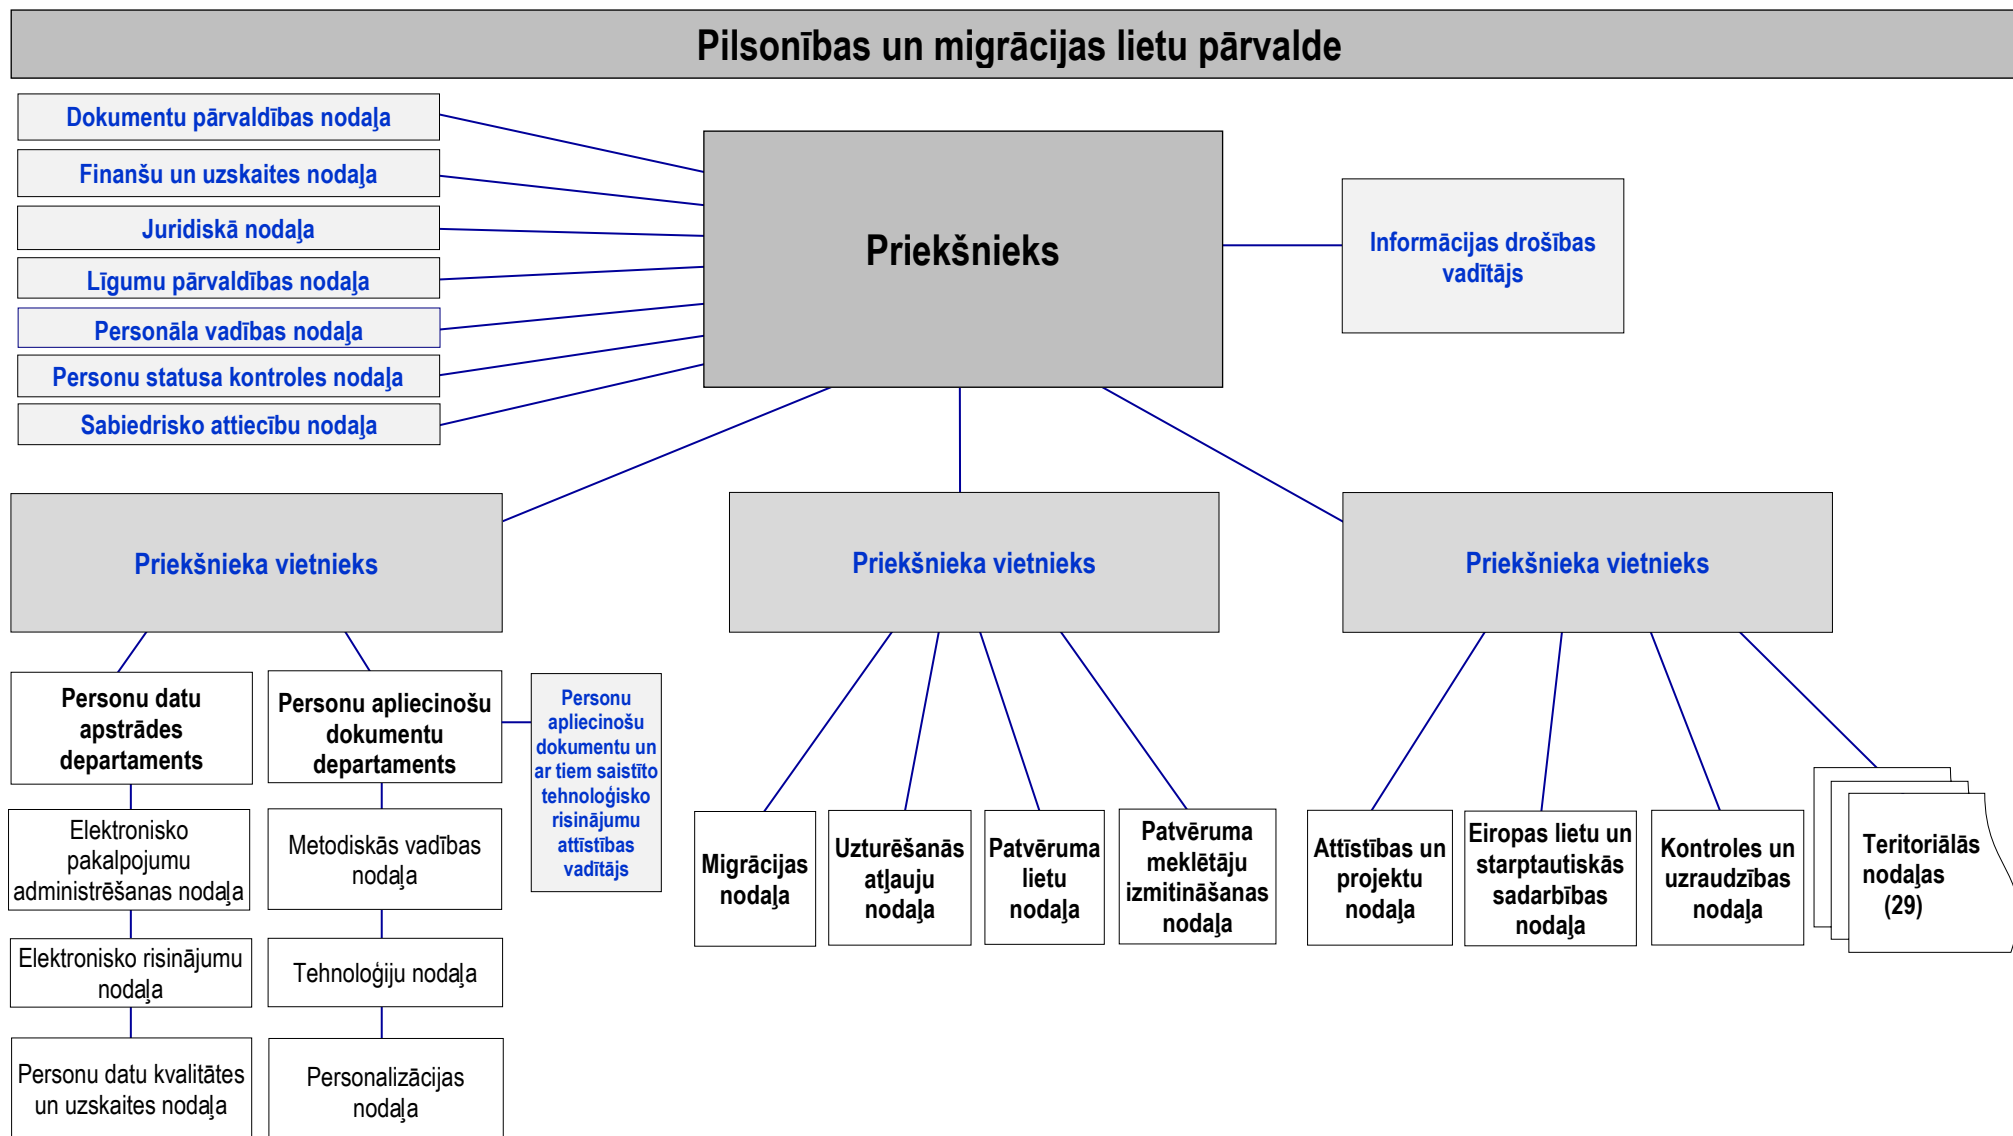 Pilsonības un migrācijas lietu pārvalde
Dokumentu pārvaldības nodaļa
Finanšu un uzskaites nodaļa
Juridiskā nodaļa
Līgumu pārvaldības nodaļa
Personāla vadības nodaļa
Personu statusa kontroles nodaļa
Sabiedrisko attiecību nodaļa
Priekšnieks
Informācijas drošības
vadītājs
Priekšnieka vietnieks
Priekšnieka vietnieks
Priekšnieka vietnieks
Personu datu
apstrādes
departaments
Elektronisko
pakalpojumu
administrēšanas nodaļa
Elektronisko risinājumu
nodaļa
Personu datu kvalitātes
un uzskaites nodaļa
Personu apliecinošu
dokumentu
departaments
Metodiskās vadības
nodaļa
Tehnoloģiju nodaļa
Personalizācijas
nodaļa
Personu
apliecinošu
dokumentu un
ar tiem saistīto
tehnoloģisko
risinājumu
attīstības
vadītājs
Migrācijas
nodaļa
Uzturēšanās
atļauju
nodaļa
Patvēruma
lietu
nodaļa
Patvēruma
meklētāju
izmitināšanas
nodaļa
Attīstības un
projektu
nodaļa
Eiropas lietu un
starptautiskās
sadarbības
nodaļa
Kontroles un
uzraudzības
nodaļa
Teritoriālās
nodaļas
(29)